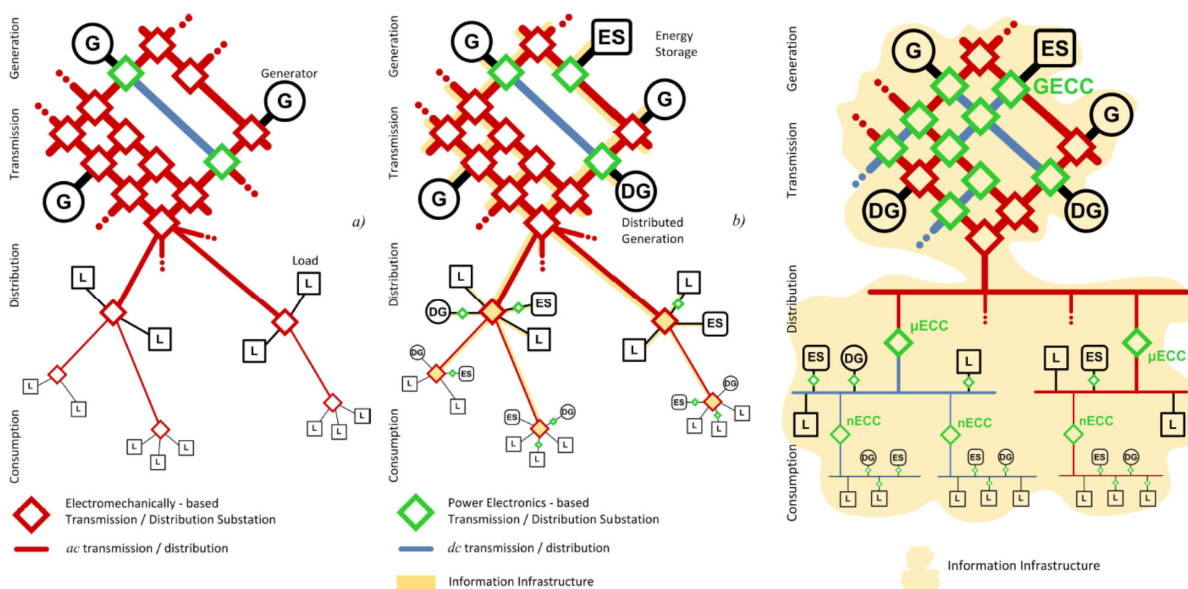 Generation
Transmission
Distribution
Consumption
G
Generator
G
G
a)
Load
L
L
L
L
L
L
L
L
L
L
L
L
Generation
Transmission
Distribution
Consumption
G
ES
Energy
Storage
G
G
DG
Distributed
Generation
b)
L
DG
ES
L
L
L
ES
DG
ES
L
L
ES
DG
L
L
L
DG
ES
L
L
L
Generation
Transmission
Distribution
Consumption
G
ES
GECC
G
DG
DG
µECC
µECC
ES
DG
L
L
L
ES
L
L
nECC
nECC
nECC
DG
ES
L
L
L
ES
DG
L
L
L
ES
DG
L
L
L
Electromechanically - based
Transmission / Distribution Substation
ac transmission / distribution
Power Electronics - based
Transmission / Distribution Substation
dc transmission / distribution
Information Infrastructure
Information Infrastructure